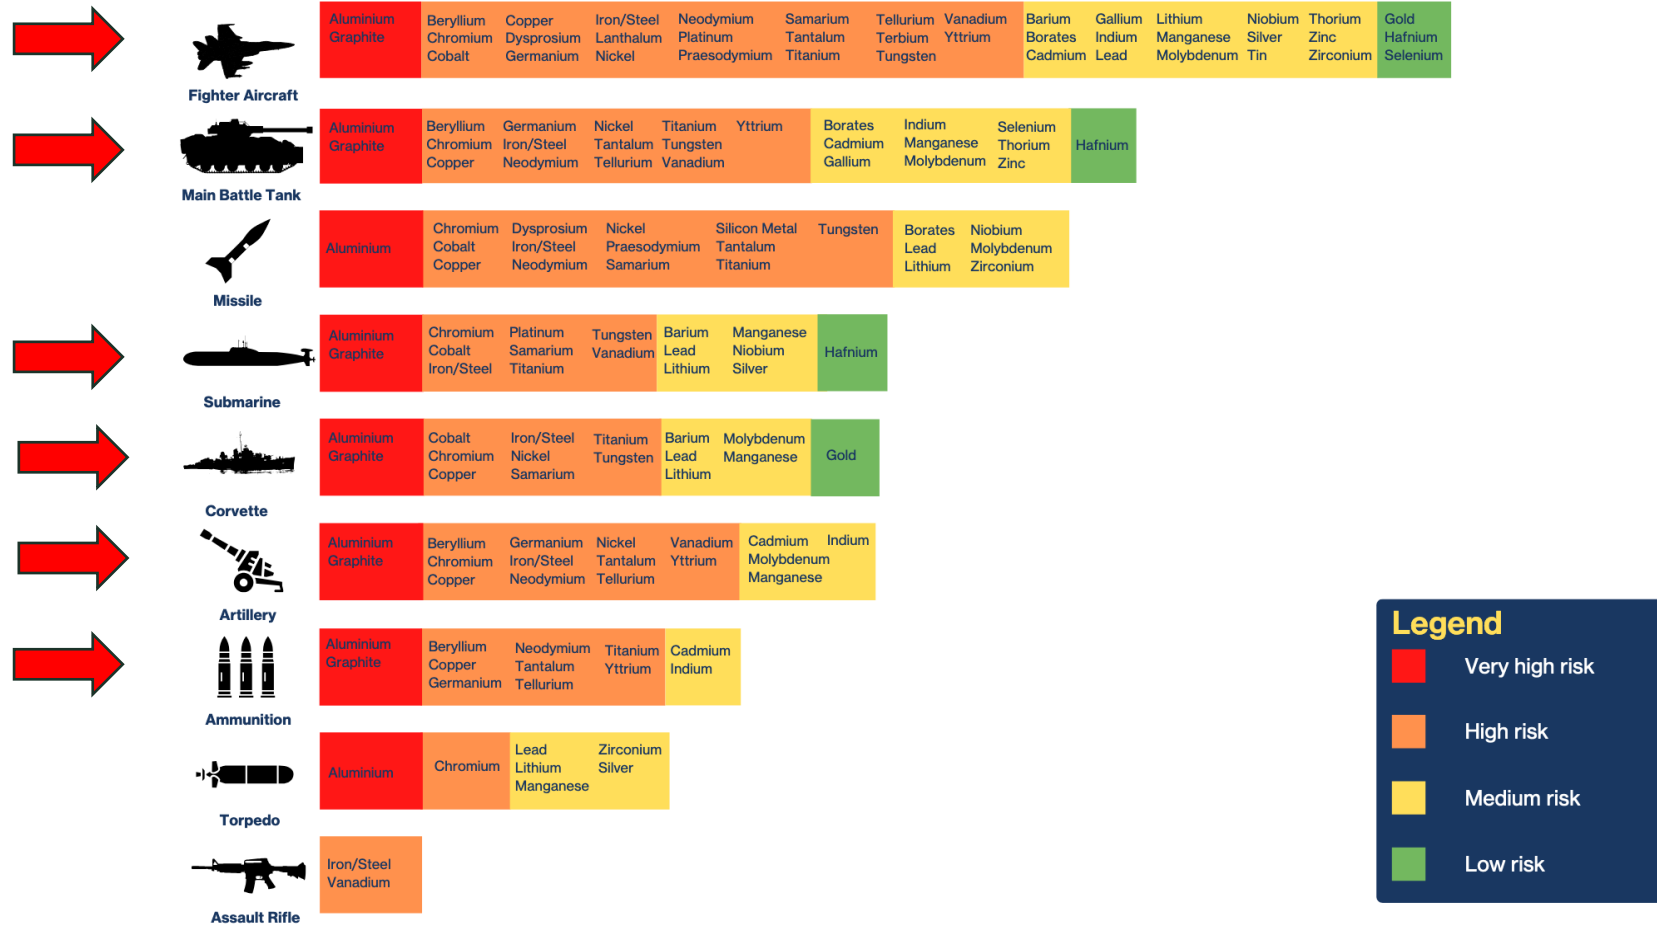 Aluminium
Graphite
Beryllium Copper Iron/Steel Neodymium Samarium Tellurium Vanadium
Chromium Dysprosium Lanthalum Platinum Tantalum Terbium Yttrium
Cobalt Germanium Nickel Praesodymium Titanium Tungsten
Barium Gallium Lithium Niobium Thorium
Borates Indium Manganese Silver Zinc
Cadmium Lead Molybdenum Tin Zirconium
Gold
Hafnium
Selenium
Fighter Aircraft
Aluminium
Graphite
Beryllium Germanium Nickel Titanium Yttrium
Chromium Iron/Steel Tantalum Tungsten
Copper Neodymium Tellurium Vanadium
Borates Indium Selenium
Cadmium Manganese Thorium
Gallium Molybdenum Zinc
Hafnium
Main Battle Tank
Aluminium
Chromium Dysprosium Nickel Silicon Metal Tungsten
Cobalt Iron/Steel Praesodymium Tantalum
Copper Neodymium Samarium Titanium
Borates Niobium
Lead Molybdenum
Lithium Zirconium
Missile
Aluminium
Graphite
Chromium Platinum Tungsten
Cobalt Samarium Vanadium
Iron/Steel Titanium
Barium Manganese
Lead Niobium
Lithium Silver
Hafnium
Submarine
Aluminium
Graphite
Cobalt Iron/Steel Titanium
Chromium Nickel Tungsten
Copper Samarium
Barium Molybdenum
Lead Manganese
Lithium
Gold
Corvette
Aluminium
Graphite
Beryllium Germanium Nickel Vanadium
Chromium Iron/Steel Tantalum Yttrium
Copper Neodymium Tellurium
Cadmium Indium
Molybdenum
Manganese
Artillery
Aluminium
Graphite
Beryllium Neodymium Titanium
Copper Tantalum Yttrium
Germanium Tellurium
Cadmium
Indium
Ammunition
Aluminium
Chromium
Lead Zirconium
Lithium Silver
Manganese
Torpedo
Iron/Steel
Vanadium
Assault Rifle
Legend
Very high risk
High risk
Medium risk
Low risk